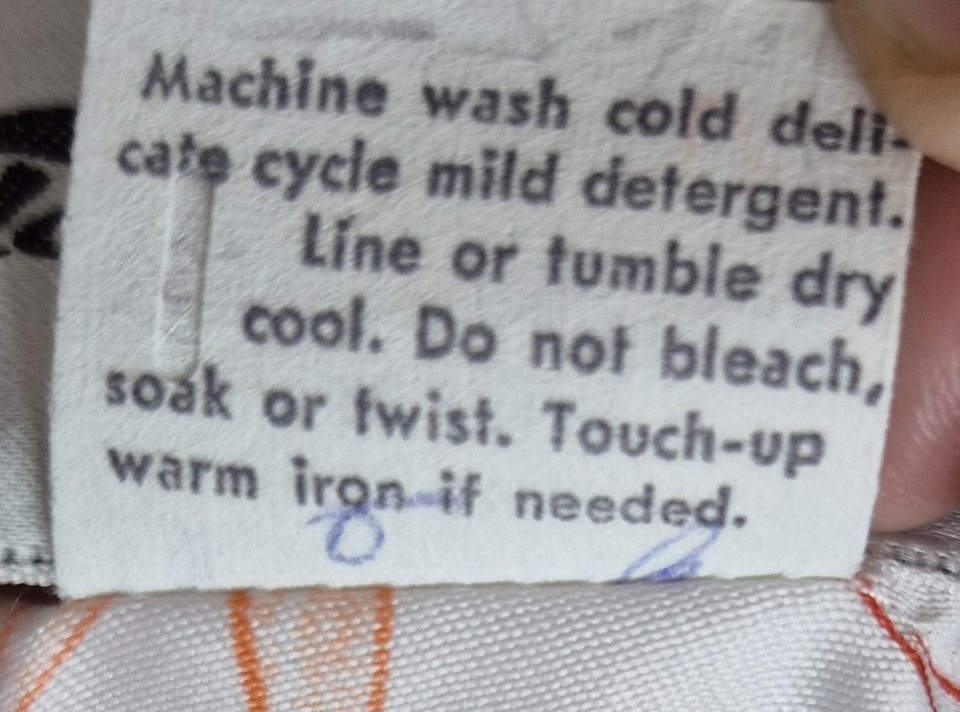 Machine wash cold deli-
cate cycle mild detergent.
Line or tumble dry
cool. Do not bleach,
soak or twist. Touch-up
warm iron if needed.